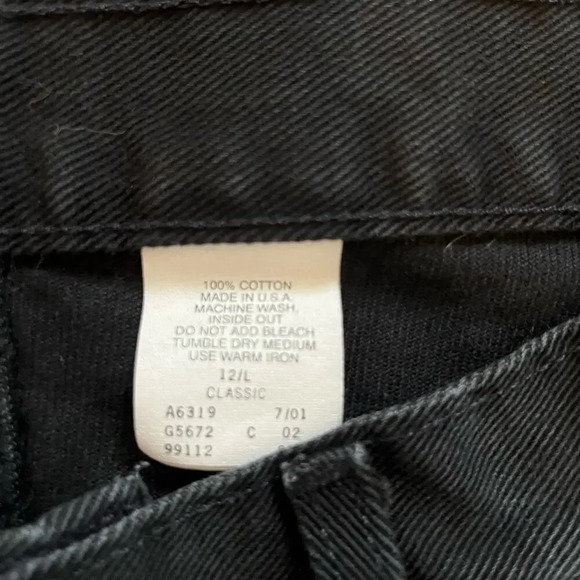 100% COTTON
MADE IN U.S.A.
MACHINE WASH,
INSIDE OUT
DO NOT ADD BLEACH
TUMBLE DRY MEDIUM
USE WARM IRON
12/L
CLASSIC
A6319 7/01
G5672 C 02
99112